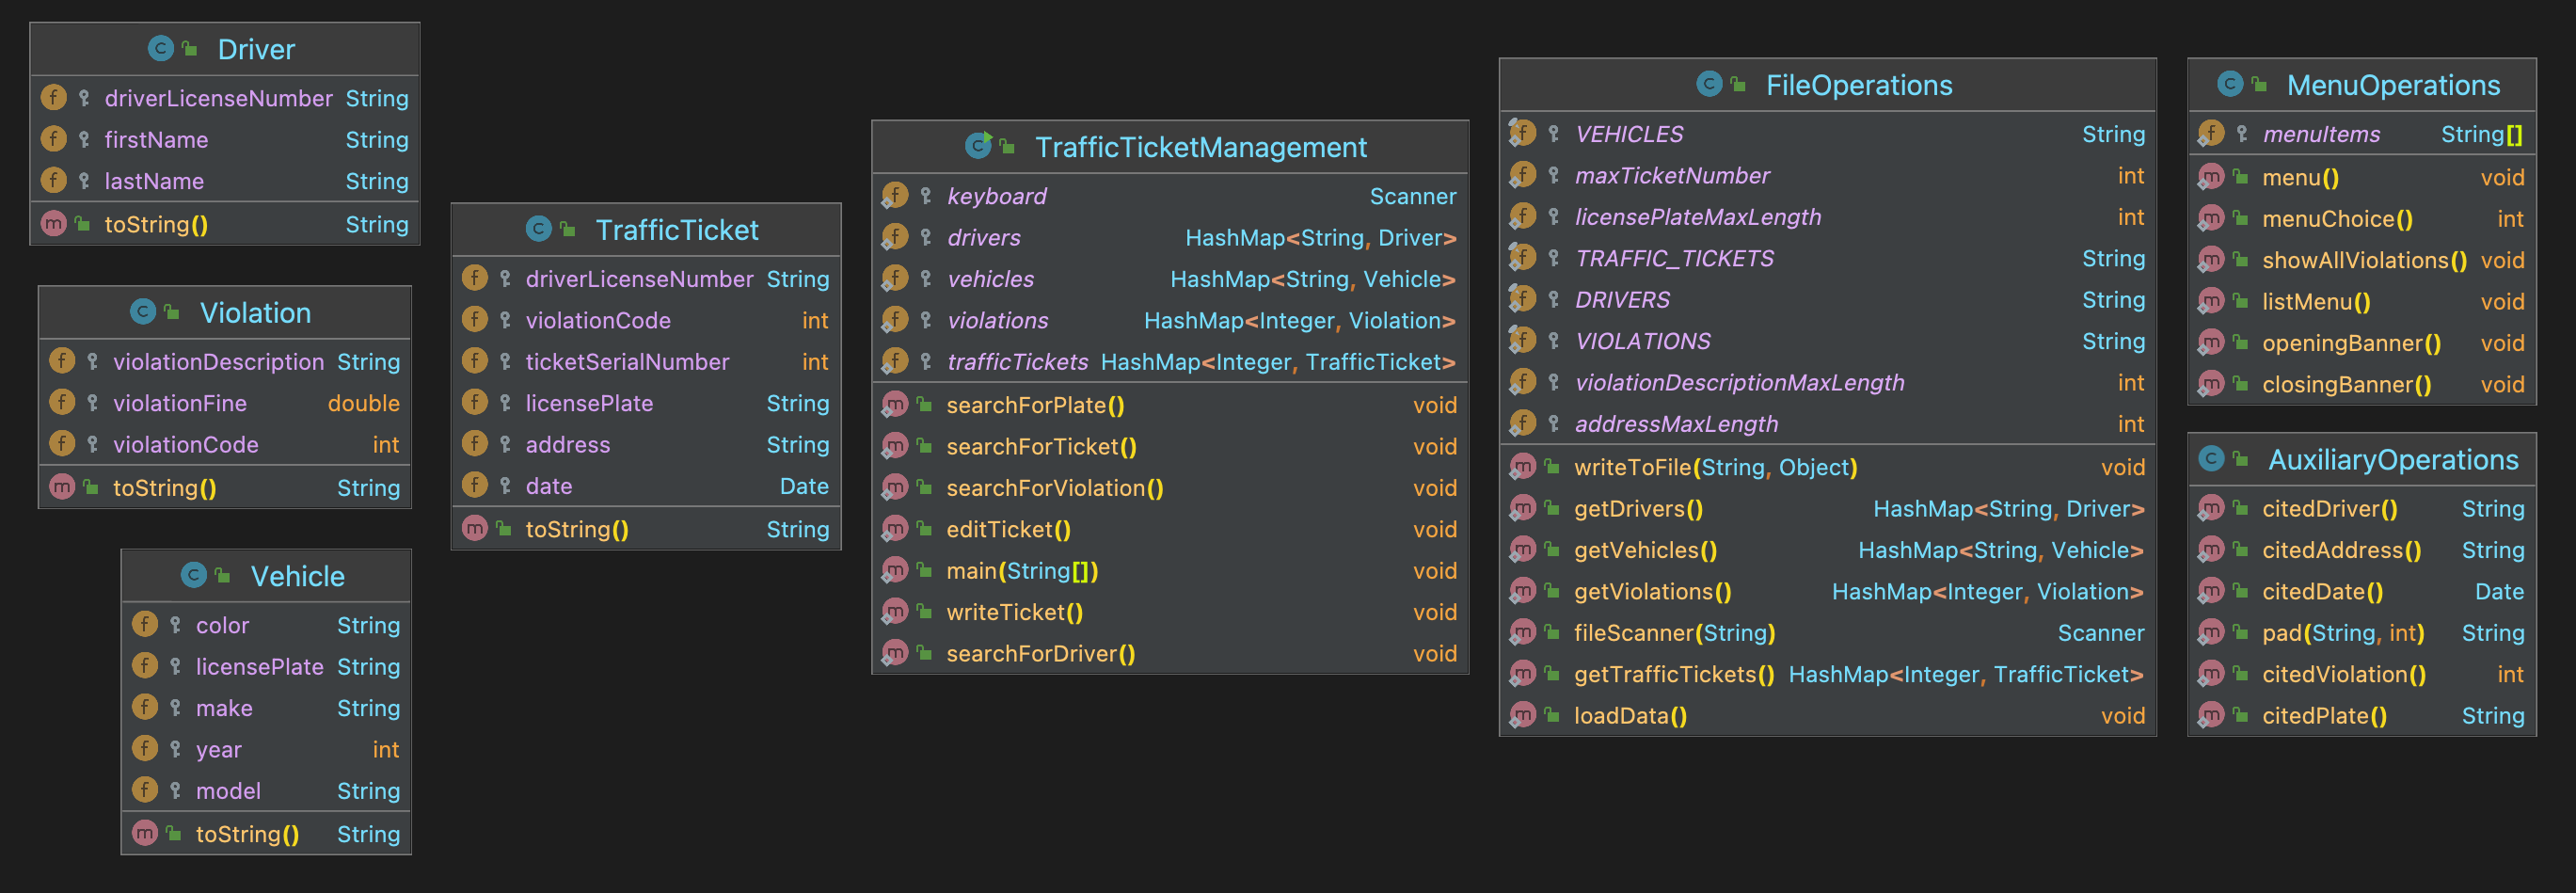 Driver
driverLicenseNumber String
firstName String
lastName String
toString() String
Violation
violationDescription String
violationFine double
violationCode int
toString() String
Vehicle
color String
licensePlate String
make String
year int
model String
toString() String
TrafficTicket
driverLicenseNumber String
violationCode int
ticketSerialNumber int
licensePlate String
address String
date Date
toString() String
TrafficTicketManagement
keyboard Scanner
drivers HashMap<String, Driver>
vehicles HashMap<String, Vehicle>
violations HashMap<Integer, Violation>
trafficTickets HashMap<Integer, TrafficTicket>
searchForPlate() void
searchForTicket() void
searchForViolation() void
editTicket() void
main(String[]) void
writeTicket() void
searchForDriver() void
FileOperations
VEHICLES String
maxTicketNumber int
licensePlateMaxLength int
TRAFFIC_TICKETS String
DRIVERS String
VIOLATIONS String
violationDescriptionMaxLength int
addressMaxLength int
writeToFile(String, Object) void
getDrivers() HashMap<String, Driver>
getVehicles() HashMap<String, Vehicle>
getViolations() HashMap<Integer, Violation>
fileScanner(String) Scanner
getTrafficTickets() HashMap<Integer, TrafficTicket>
loadData() void
MenuOperations
menuItems String[]
menu() void
menuChoice() int
showAllViolations() void
listMenu() void
openingBanner() void
closingBanner() void
AuxiliaryOperations
citedDriver() String
citedAddress() String
citedDate() Date
pad(String, int) String
citedViolation() int
citedPlate() String